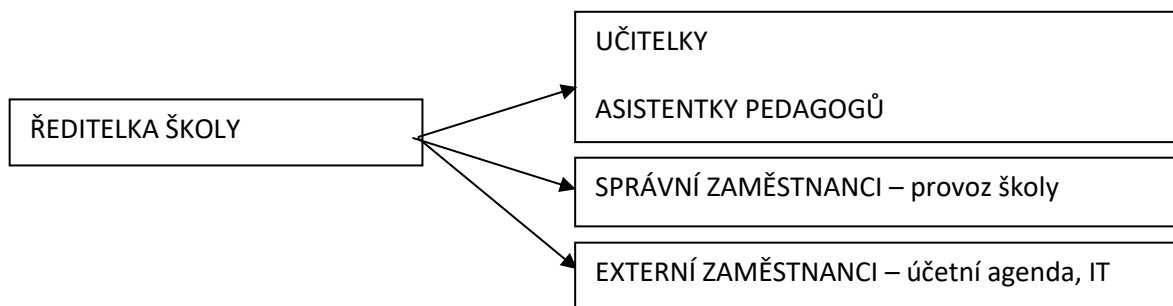 ŘEDITELKA ŠKOLY
UČITELKY
ASISTENTKY PEDAGOGŮ
SPRÁVNÍ ZAMĚSTNANCI – provoz školy
EXTERNÍ ZAMĚSTNANCI – účetní agenda, IT